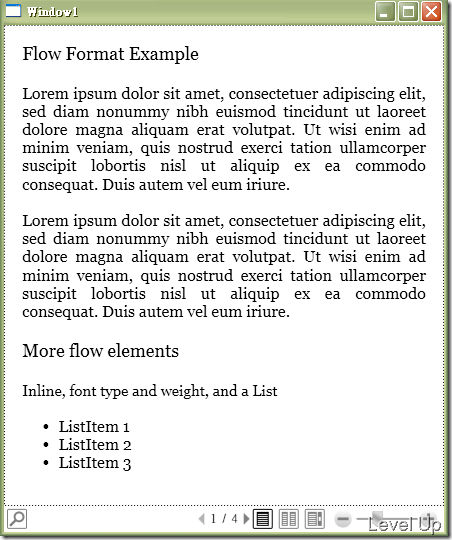 Window1
Flow Format Example
Lorem ipsum dolor sit amet, consectetuer adipiscing elit,
sed diam nonummy nibh euismod tincidunt ut laoreet
dolore magna aliquam erat volutpat. Ut wisi enim ad
minim veniam, quis nostrud exerci tation ullamcorper
suscipit lobortis nisl ut aliquip ex ea commodo
consequat. Duis autem vel eum iriure.
Lorem ipsum dolor sit amet, consectetuer adipiscing elit,
sed diam nonummy nibh euismod tincidunt ut laoreet
dolore magna aliquam erat volutpat. Ut wisi enim ad
minim veniam, quis nostrud exerci tation ullamcorper
suscipit lobortis nisl ut aliquip ex ea commodo
consequat. Duis autem vel eum iriure.
More flow elements
Inline, font type and weight, and a List
• ListItem 1
• ListItem 2
• ListItem 3
1 / 4
Level Up